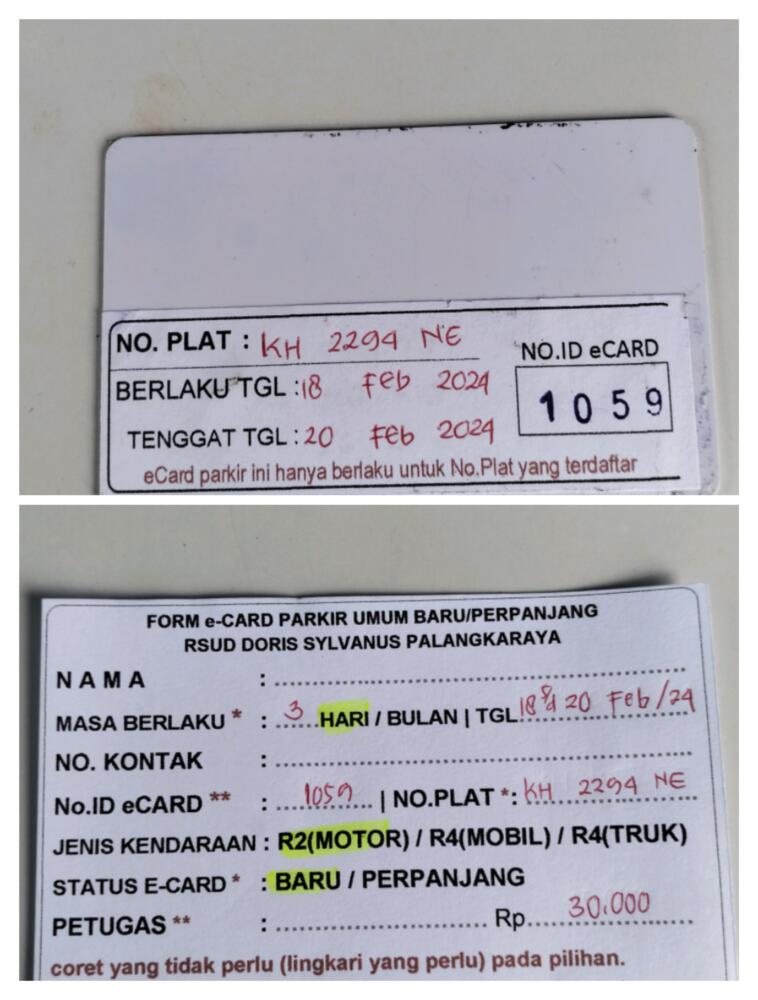 NO. PLAT : KH 2294 NE
NO.ID eCARD
BERLAKU TGL : 18 Feb 2024
1059
TENGGAT TGL : 20 Feb 2024
eCard parkir ini hanya berlaku untuk No.Plat yang terdaftar
FORM e-CARD PARKIR UMUM BARU/PERPANJANG
RSUD DORIS SYLVANUS PALANGKARAYA
NAMA : ........................................
MASA BERLAKU * : ..3...HARI / BULAN | TGL 18 s/d 20 Feb/24
NO. KONTAK : ........................................
No.ID eCARD ** : ...1059... | NO.PLAT *: KH 2294 NE
JENIS KENDARAAN : R2(MOTOR) / R4(MOBIL) / R4(TRUK)
STATUS E-CARD * : BARU / PERPANJANG
PETUGAS ** : ........................ Rp....30.000....
coret yang tidak perlu (lingkari yang perlu) pada pilihan.